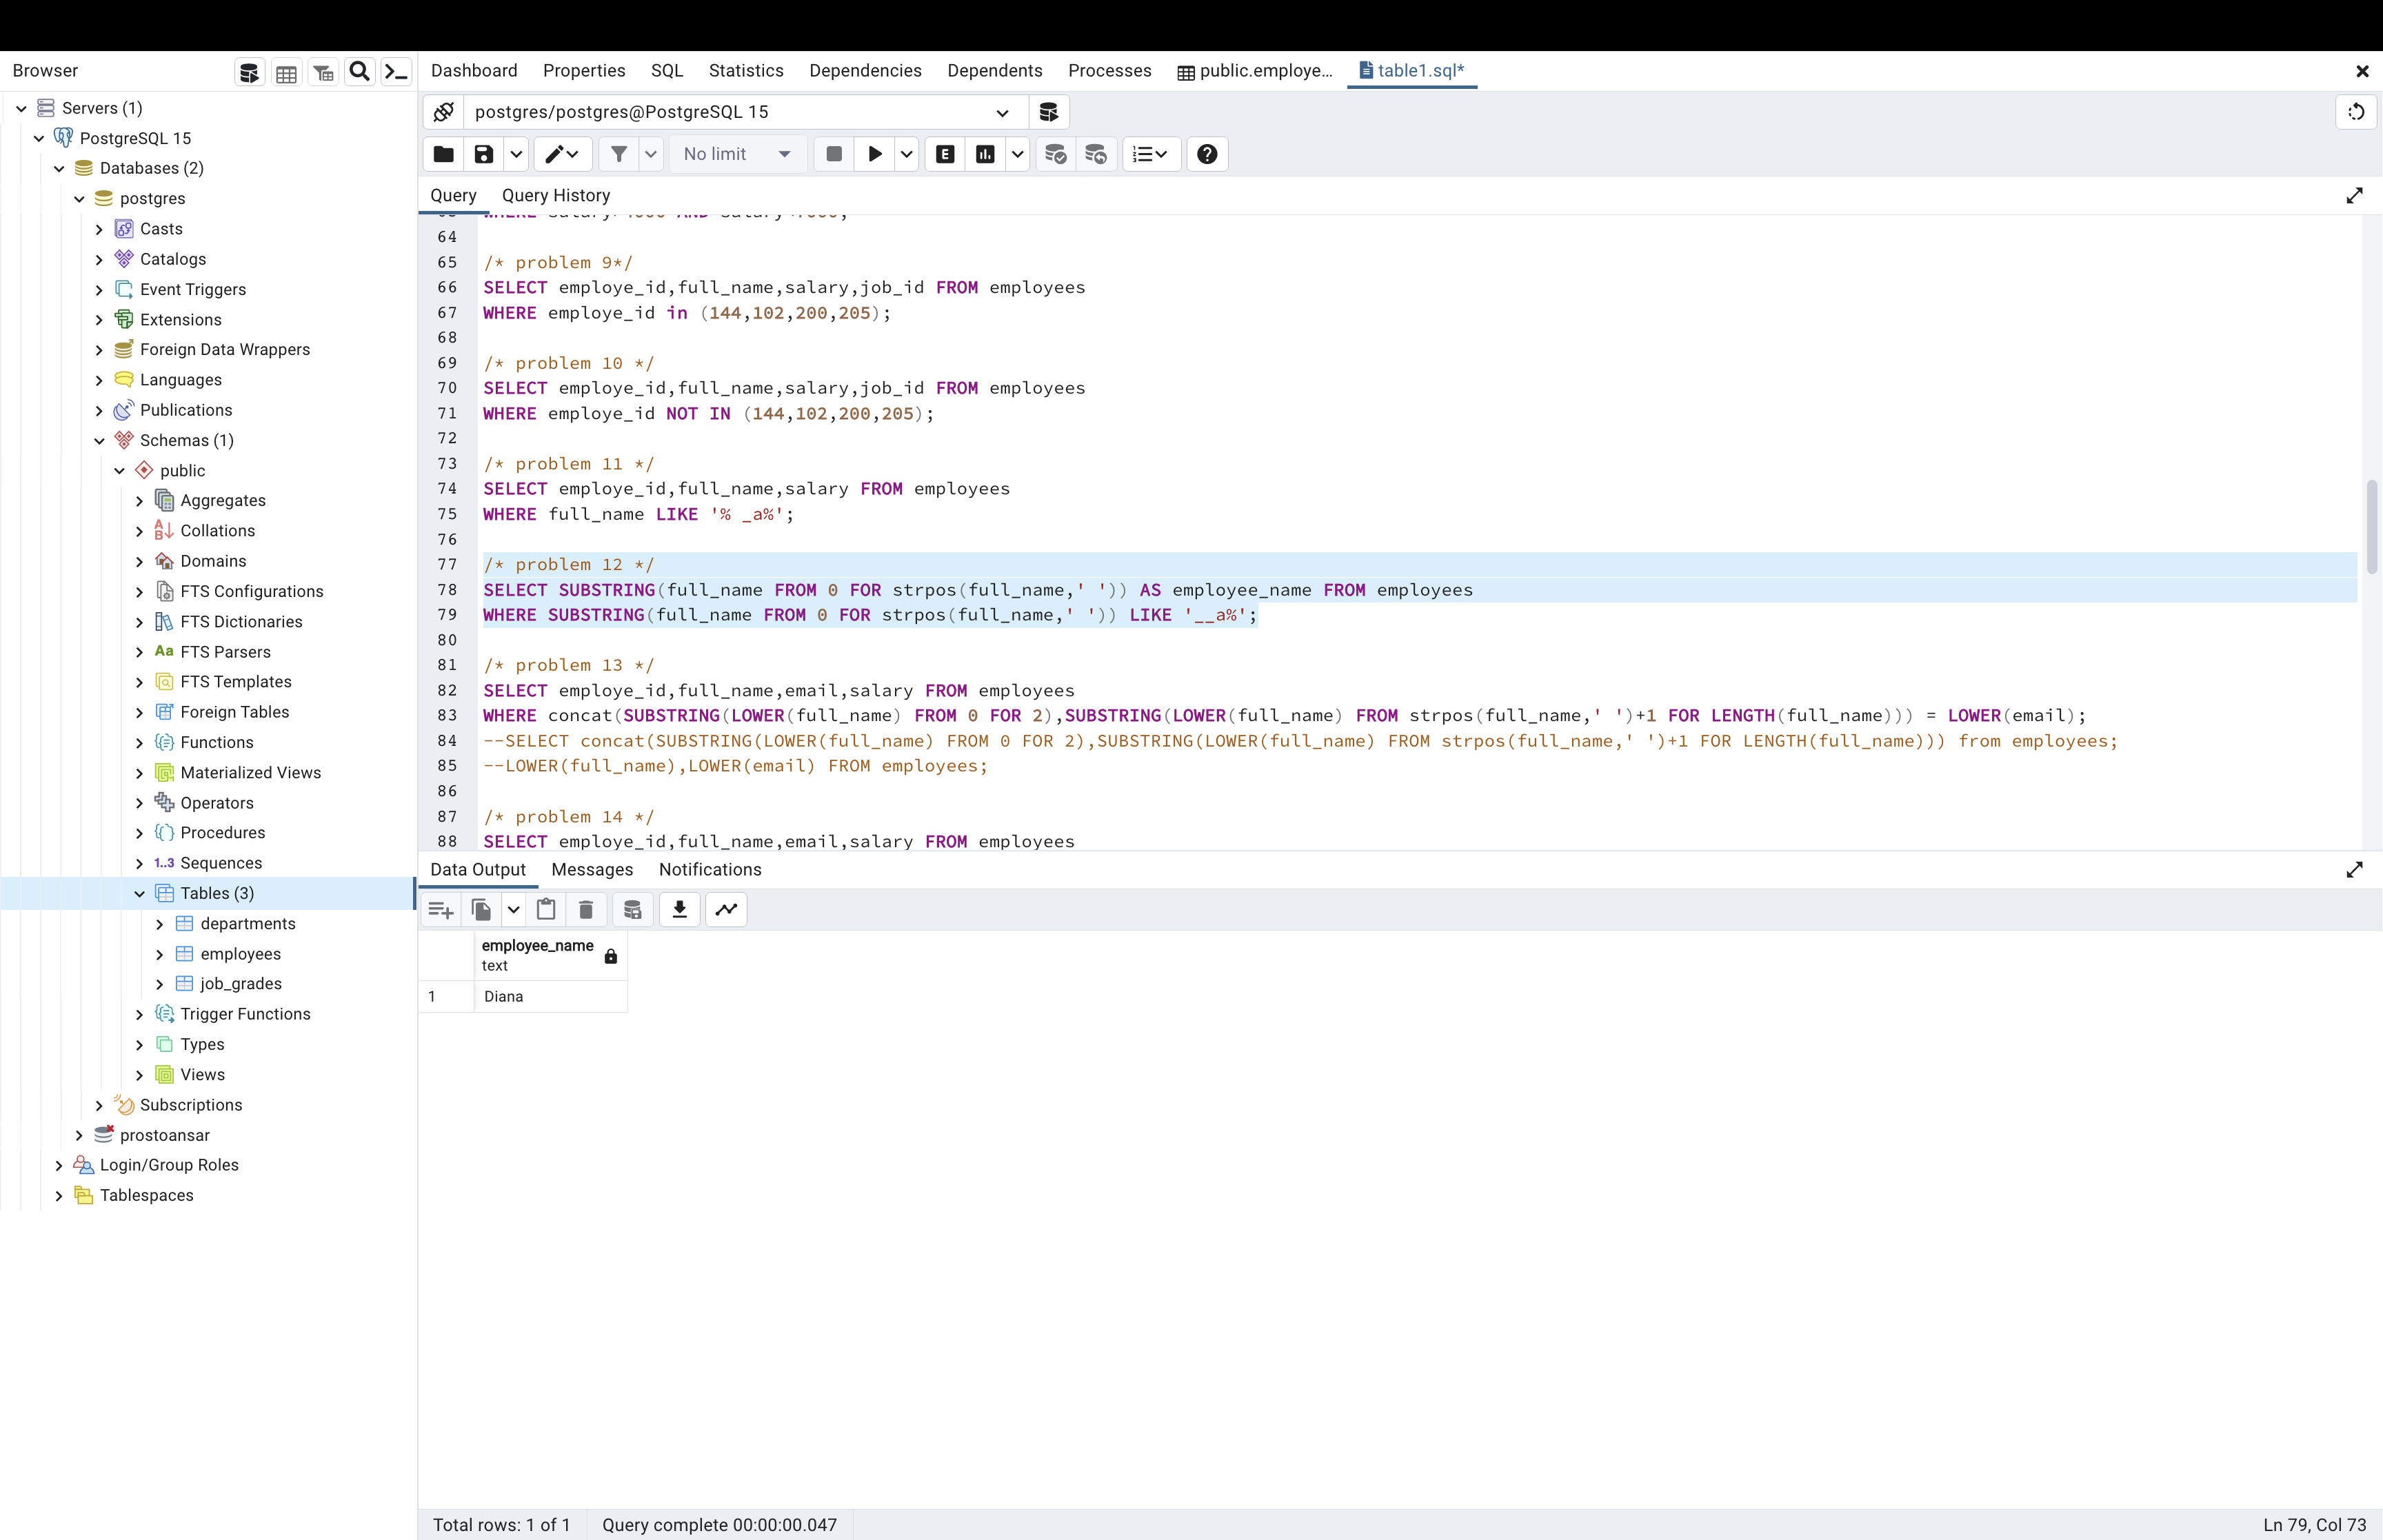 Browser
Dashboard Properties SQL Statistics Dependencies Dependents Processes public.employe... table1.sql*
Servers (1)
PostgreSQL 15
Databases (2)
postgres
Casts
Catalogs
Event Triggers
Extensions
Foreign Data Wrappers
Languages
Publications
Schemas (1)
public
Aggregates
Collations
Domains
FTS Configurations
FTS Dictionaries
Aa FTS Parsers
FTS Templates
Foreign Tables
Functions
Materialized Views
Operators
Procedures
1..3 Sequences
Tables (3)
departments
employees
job_grades
Trigger Functions
Types
Views
Subscriptions
prostoansar
Login/Group Roles
Tablespaces
postgres/postgres@PostgreSQL 15
No limit
E
Query Query History
64
65 /* problem 9*/
66 SELECT employe_id,full_name,salary,job_id FROM employees
67 WHERE employe_id in (144,102,200,205);
68
69 /* problem 10 */
70 SELECT employe_id,full_name,salary,job_id FROM employees
71 WHERE employe_id NOT IN (144,102,200,205);
72
73 /* problem 11 */
74 SELECT employe_id,full_name,salary FROM employees
75 WHERE full_name LIKE '% _a%';
76
77 /* problem 12 */
78 SELECT SUBSTRING(full_name FROM 0 FOR strpos(full_name,' ')) AS employee_name FROM employees
79 WHERE SUBSTRING(full_name FROM 0 FOR strpos(full_name,' ')) LIKE '__a%';
80
81 /* problem 13 */
82 SELECT employe_id,full_name,email,salary FROM employees
83 WHERE concat(SUBSTRING(LOWER(full_name) FROM 0 FOR 2),SUBSTRING(LOWER(full_name) FROM strpos(full_name,' ')+1 FOR LENGTH(full_name))) = LOWER(email);
84 --SELECT concat(SUBSTRING(LOWER(full_name) FROM 0 FOR 2),SUBSTRING(LOWER(full_name) FROM strpos(full_name,' ')+1 FOR LENGTH(full_name))) from employees;
85 --LOWER(full_name),LOWER(email) FROM employees;
86
87 /* problem 14 */
88 SELECT employe_id,full_name,email,salary FROM employees
Data Output Messages Notifications
employee_name
text
1 Diana
Total rows: 1 of 1 Query complete 00:00:00.047 Ln 79, Col 73